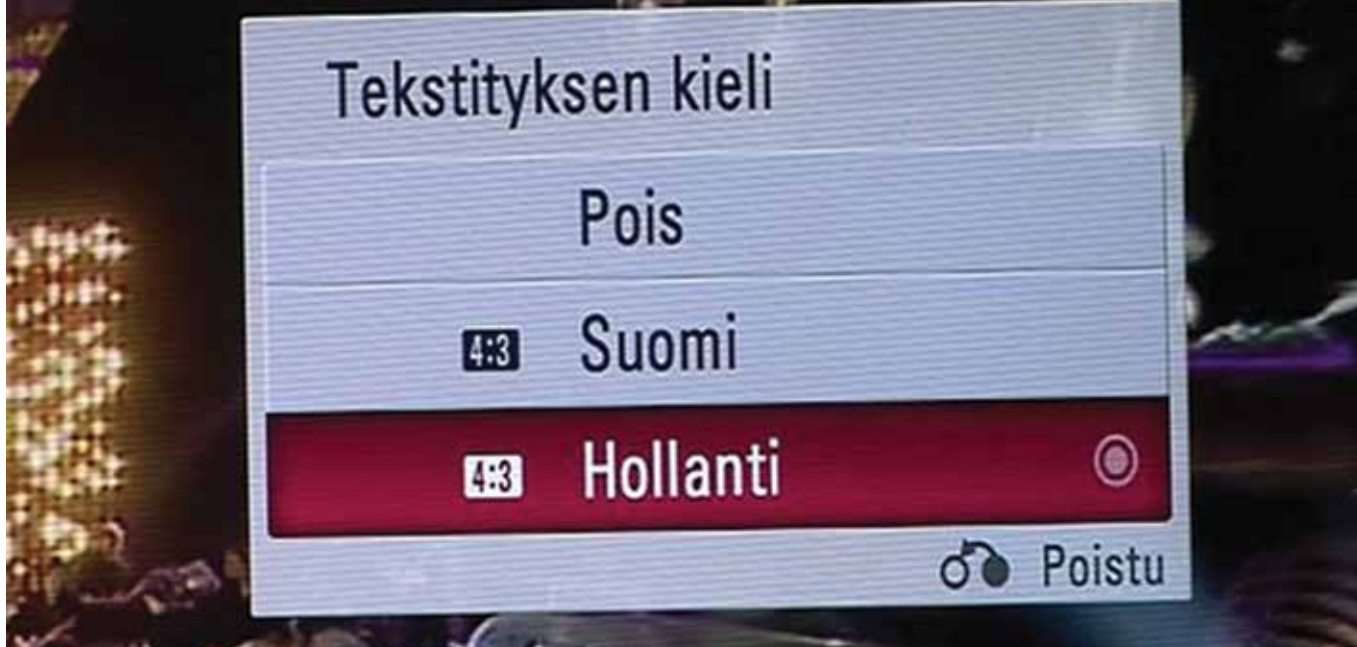 Tekstityksen kieli
Pois
4:3 Suomi
4:3 Hollanti
Poistu